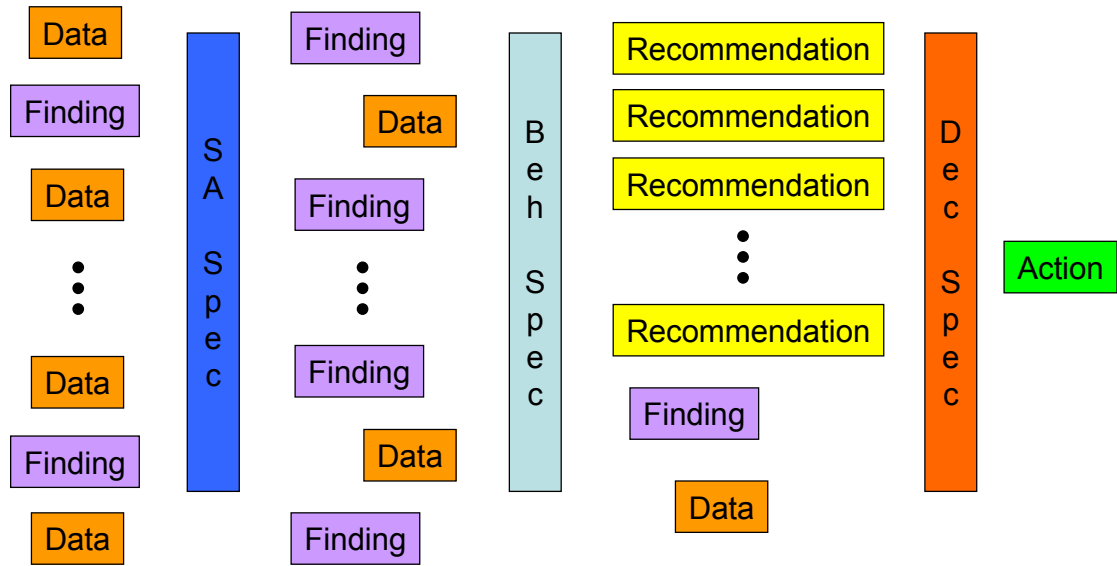 Data
Finding
Data
Data
Finding
Data
SA Spec
Finding
Data
Finding
Finding
Data
Finding
Beh Spec
Recommendation
Recommendation
Recommendation
Recommendation
Finding
Data
Dec Spec
Action